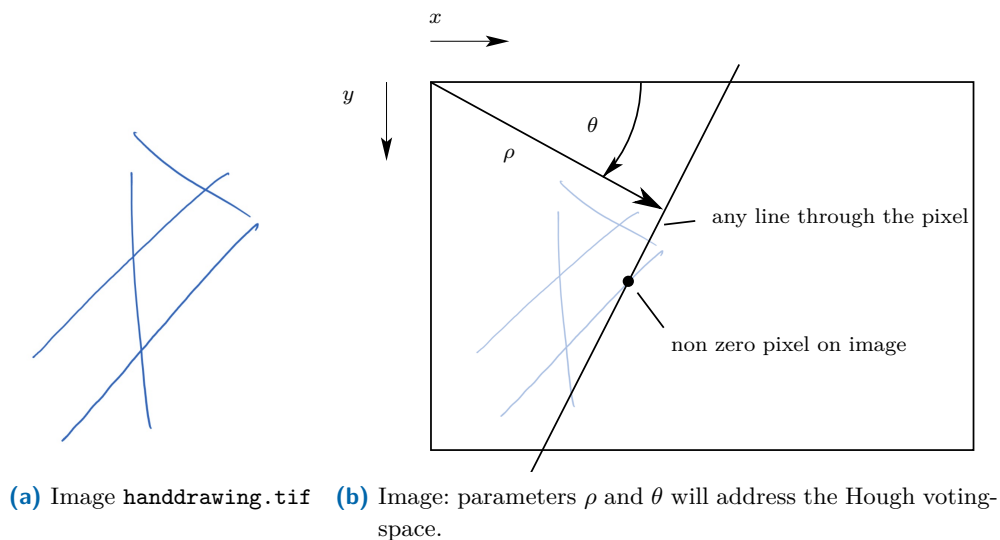 x
y
θ
ρ
any line through the pixel
non zero pixel on image
(a) Image handdrawing.tif
(b) Image: parameters ρ and θ will address the Hough voting-
space.